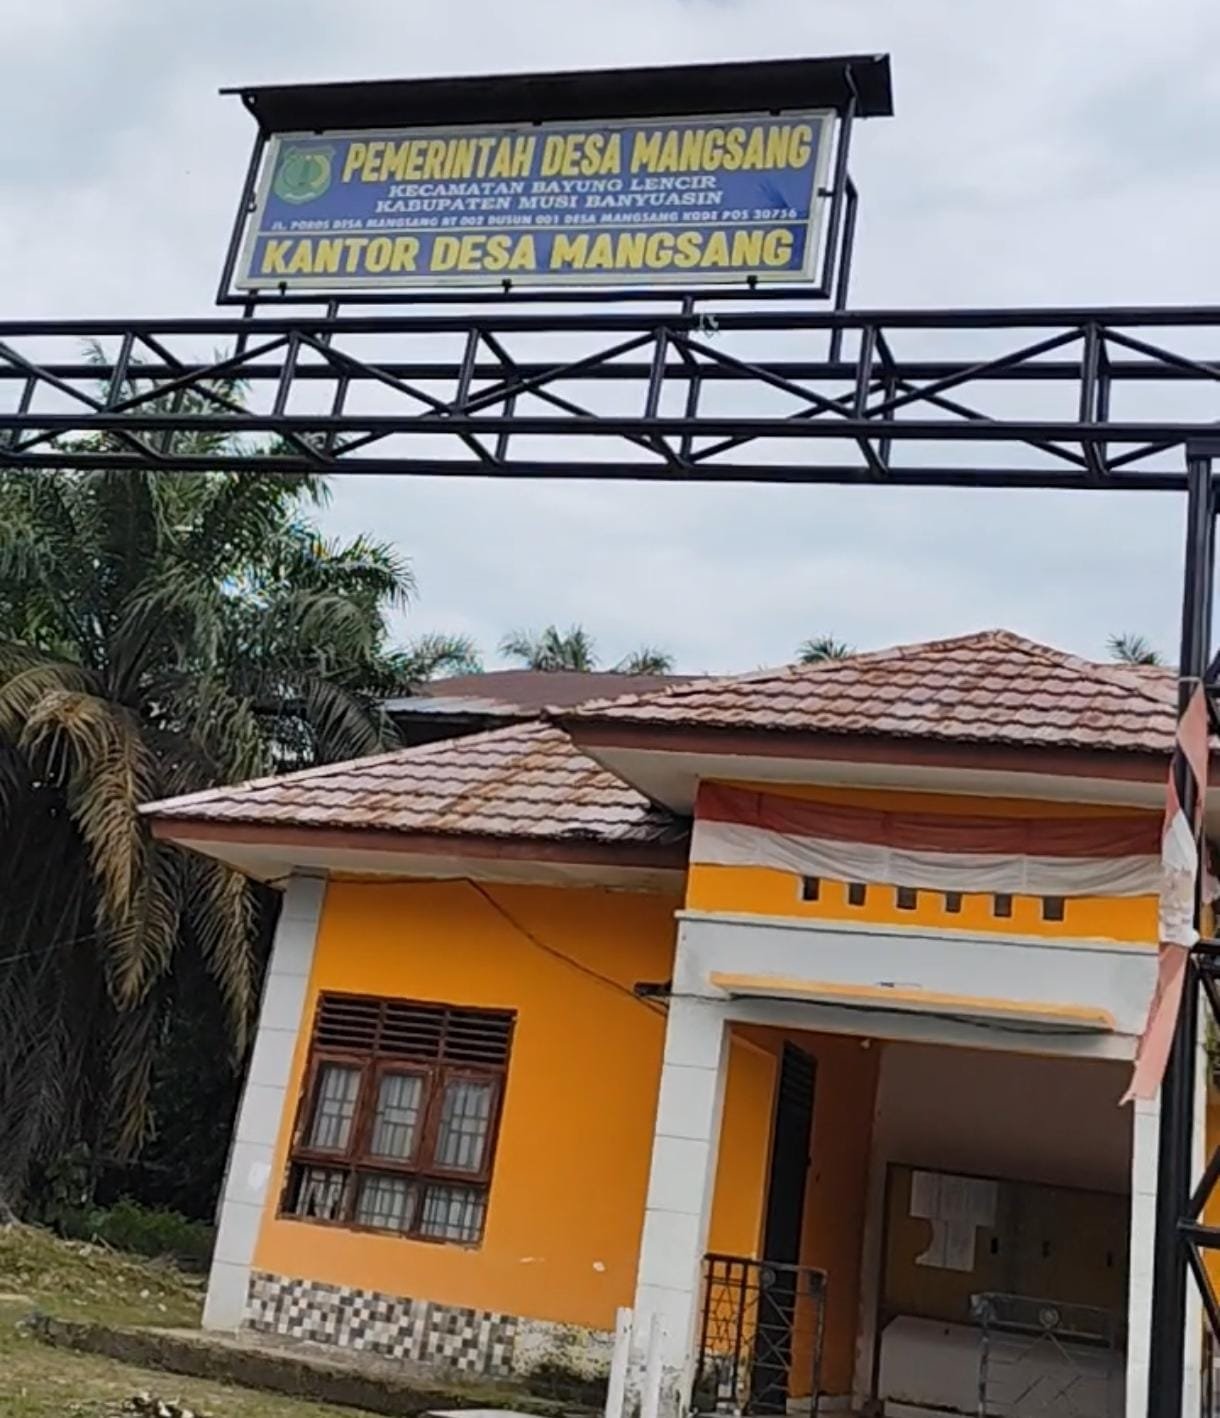 PEMERINTAH DESA MANGSANG
KECAMATAN BAYUNG LENCIR
KABUPATEN MUSI BANYUASIN
JL. POROS DESA MANGSANG RT 002 DUSUN 001 DESA MANGSANG KODE POS 30756
KANTOR DESA MANGSANG